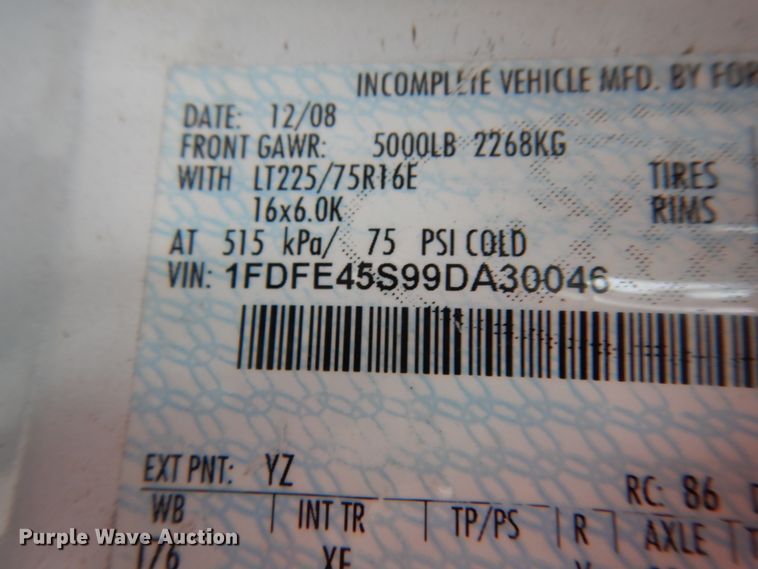 INCOMPLETE VEHICLE MFD. BY FOR
DATE: 12/08
FRONT GAWR: 5000LB 2268KG
WITH LT225/75R16E TIRES
16x6.0K RIMS
AT 515 kPa/ 75 PSI COLD
VIN: 1FDFE45S99DA30046
EXT PNT: YZ RC: 86
WB INT TR TP/PS R AXLE
XE
Purple Wave Auction